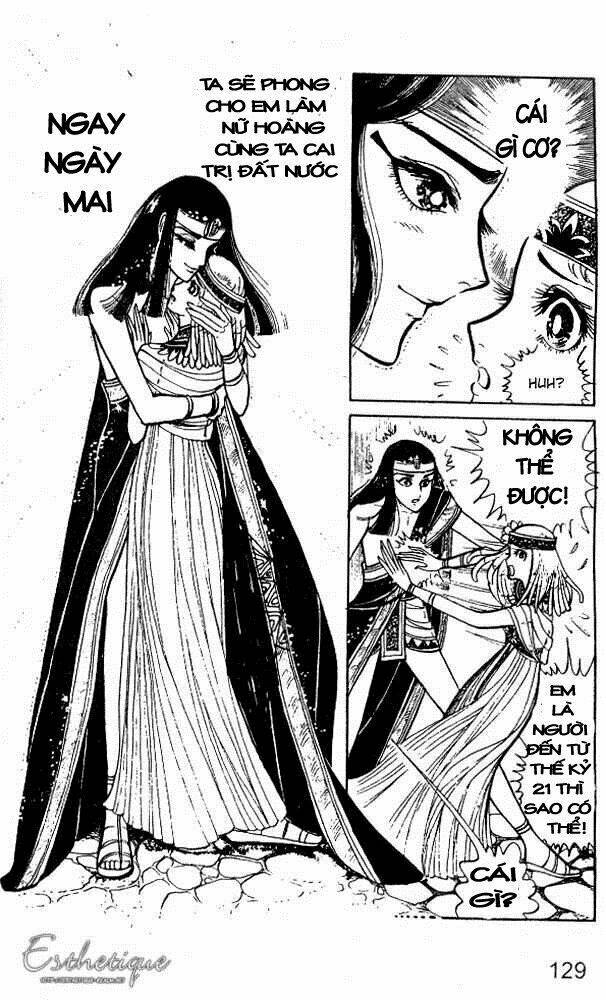 NGAY
NGÀY
MAI
TA SẼ PHONG
CHO EM LÀM
NỮ HOÀNG
CÙNG TA CAI
TRỊ ĐẤT NƯỚC
CÁI
GÌ CƠ?
HUH?
KHÔNG
THỂ
ĐƯỢC!
EM
LÀ
NGƯỜI
ĐẾN TỪ
THẾ KỶ
21 THÌ
SAO CÓ
THỂ!
CÁI
GÌ?
Esthetique
129